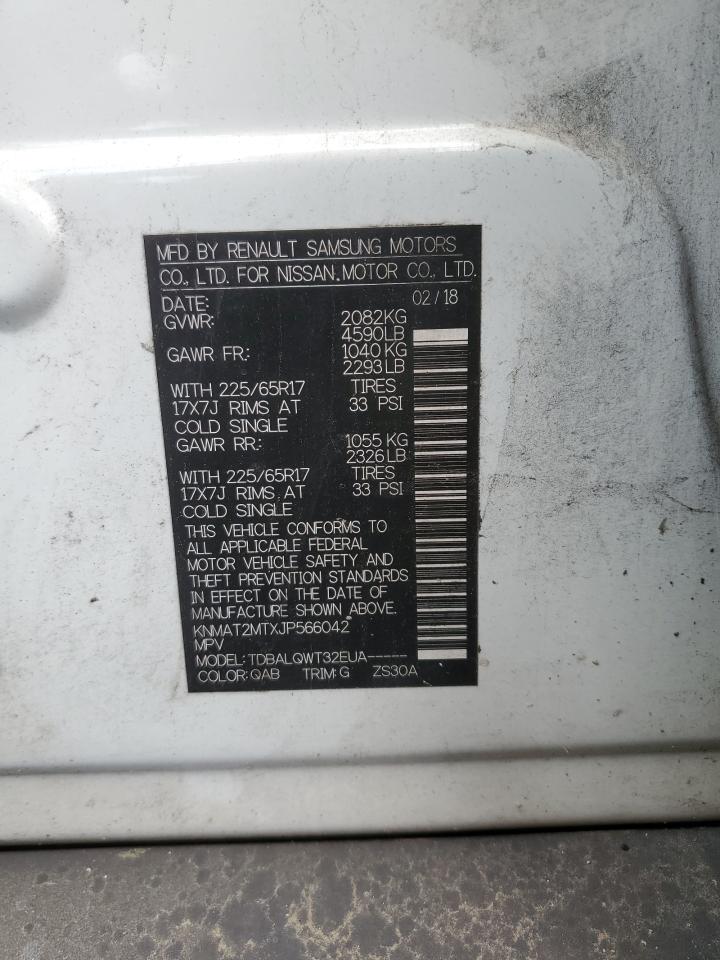 MFD BY RENAULT SAMSUNG MOTORS
CO., LTD. FOR NISSAN MOTOR CO., LTD.
DATE: 02/18
GVWR: 2082KG
4590LB
GAWR FR: 1040KG
2293LB
WITH 225/65R17 TIRES
17X7J RIMS AT 33 PSI
COLD SINGLE
GAWR RR: 1055 KG
2326LB
WITH 225/65R17 TIRES
17X7J RIMS AT 33 PSI
COLD SINGLE
THIS VEHICLE CONFORMS TO
ALL APPLICABLE FEDERAL
MOTOR VEHICLE SAFETY AND
THEFT PREVENTION STANDARDS
IN EFFECT ON THE DATE OF
MANUFACTURE SHOWN ABOVE.
KNMAT2MTXJP566042
MPV
MODEL: TDBALQWT32EUA-----
COLOR: QAB TRIM: G ZS30A